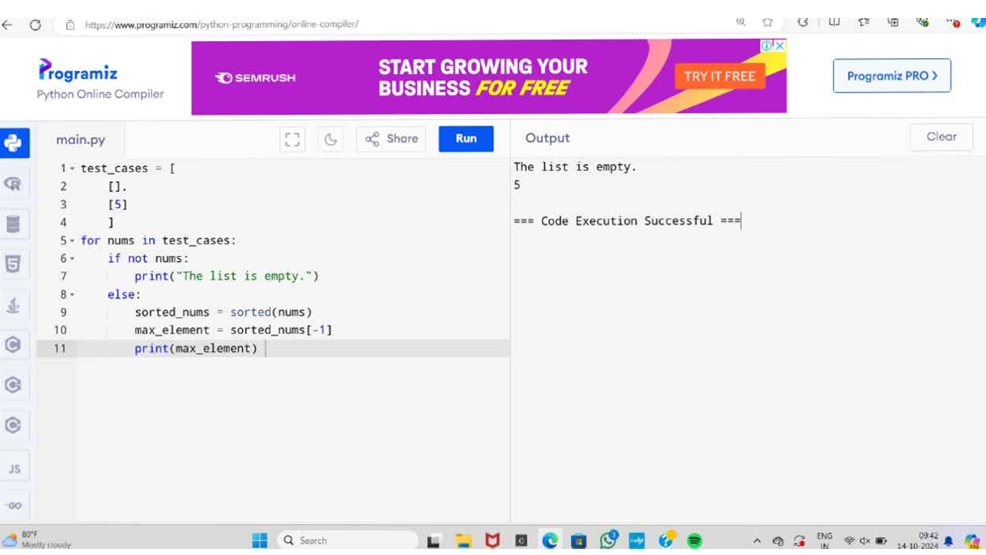 https://www.programiz.com/python-programming/online-compiler/
Programiz
Python Online Compiler
SEMRUSH
START GROWING YOUR
BUSINESS FOR FREE
TRY IT FREE
Programiz PRO >
main.py
Share
Run
Output
Clear
1 test_cases = [
2 [],
3 [5]
4 ]
5 for nums in test_cases:
6 if not nums:
7 print("The list is empty.")
8 else:
9 sorted_nums = sorted(nums)
10 max_element = sorted_nums[-1]
11 print(max_element)
The list is empty.
5
=== Code Execution Successful ===
JS
GO
80°F
Mostly cloudy
Search
ENG
IN
09:42
14-10-2024